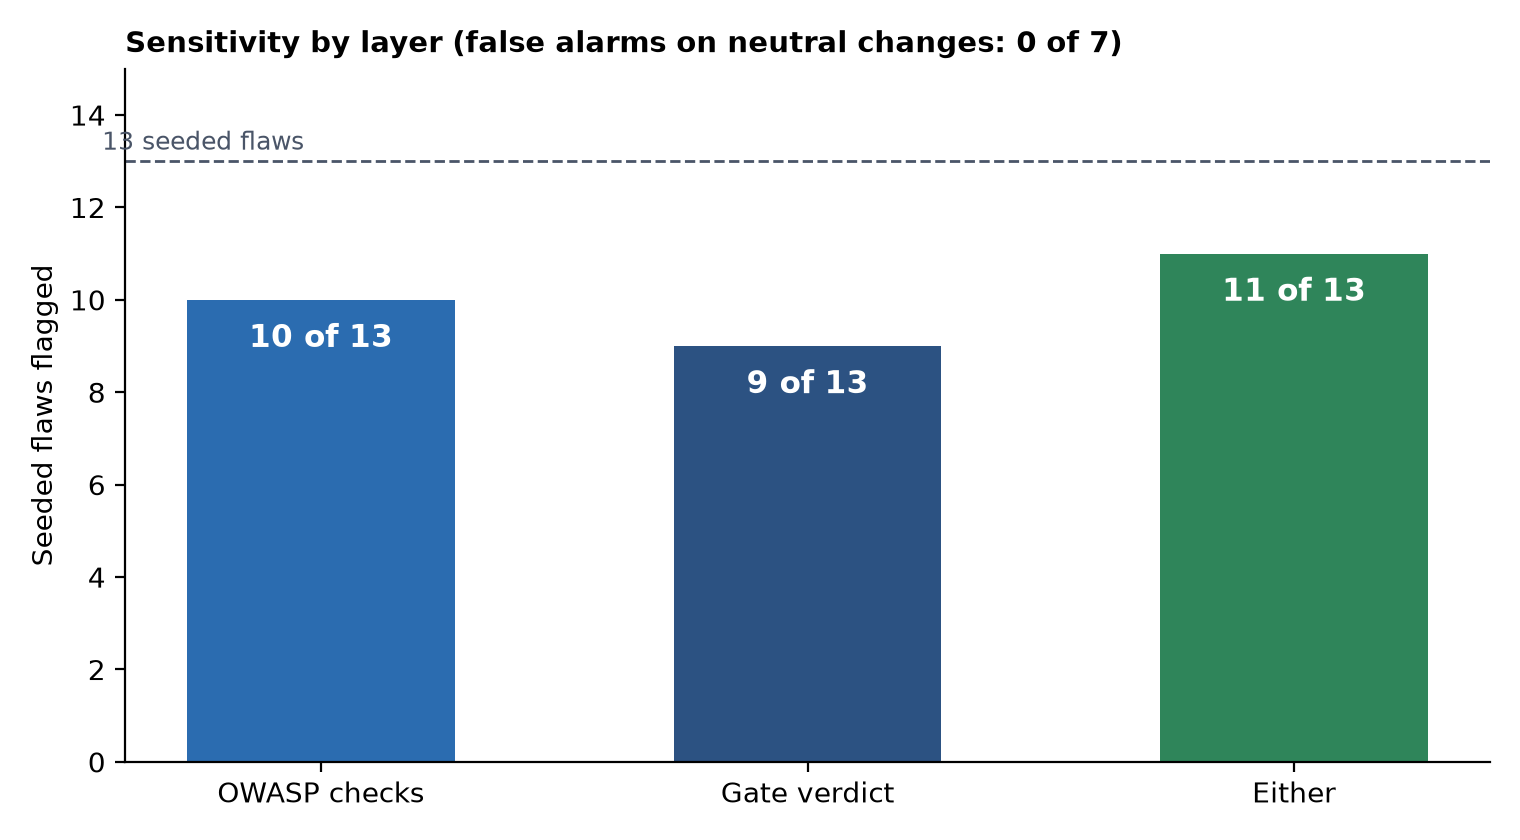 Sensitivity by layer (false alarms on neutral changes: 0 of 7)
Seeded flaws flagged
14
13 seeded flaws
12
10
8
6
4
2
0
10 of 13
9 of 13
11 of 13
OWASP checks
Gate verdict
Either